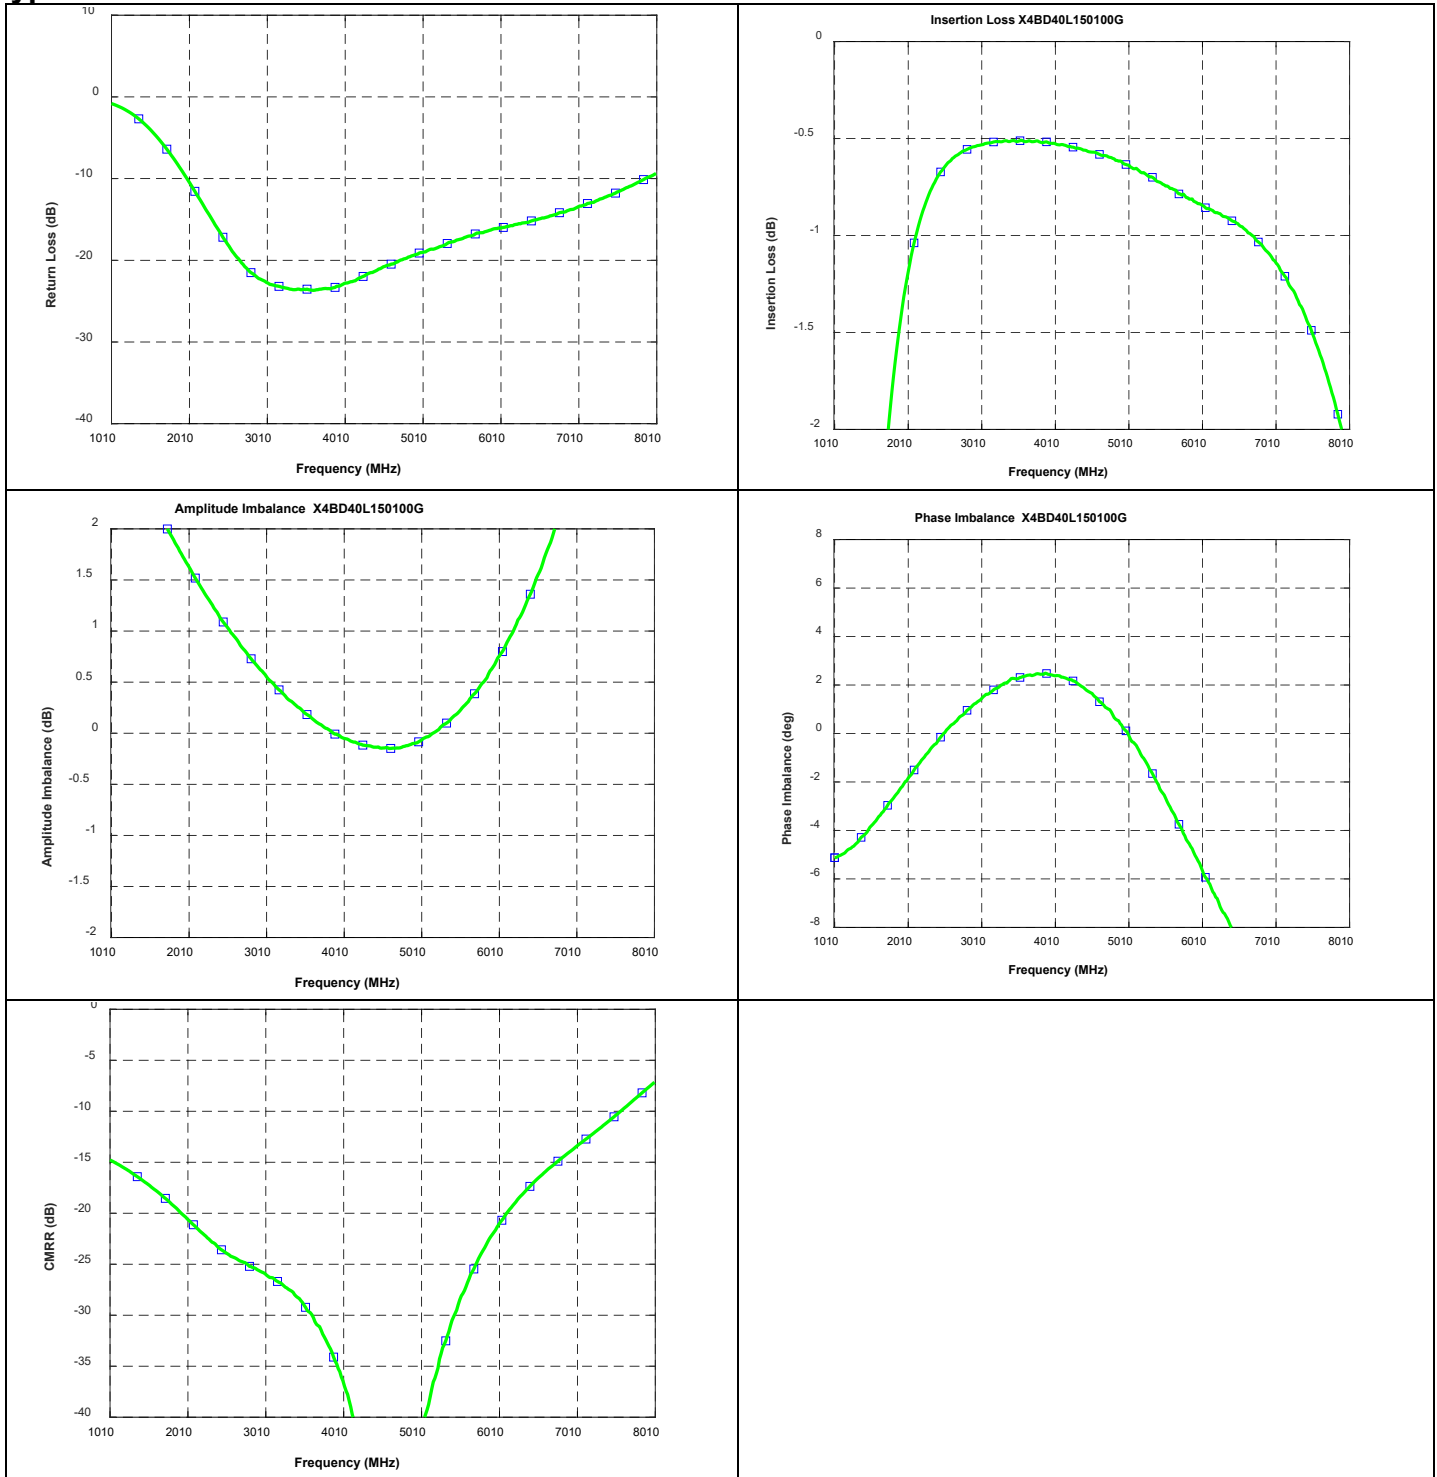 10
0
-10
-20
-30
-40
1010 2010 3010 4010 5010 6010 7010 8010
Return Loss (dB)
Frequency (MHz)
Insertion Loss X4BD40L150100G
0
-0.5
-1
-1.5
-2
1010 2010 3010 4010 5010 6010 7010 8010
Insertion Loss (dB)
Frequency (MHz)
Amplitude Imbalance X4BD40L150100G
2
1.5
1
0.5
0
-0.5
-1
-1.5
-2
1010 2010 3010 4010 5010 6010 7010 8010
Amplitude Imbalance (dB)
Frequency (MHz)
Phase Imbalance X4BD40L150100G
8
6
4
2
0
-2
-4
-6
-8
1010 2010 3010 4010 5010 6010 7010 8010
Phase Imbalance (deg)
Frequency (MHz)
0
-5
-10
-15
-20
-25
-30
-35
-40
1010 2010 3010 4010 5010 6010 7010 8010
CMRR (dB)
Frequency (MHz)